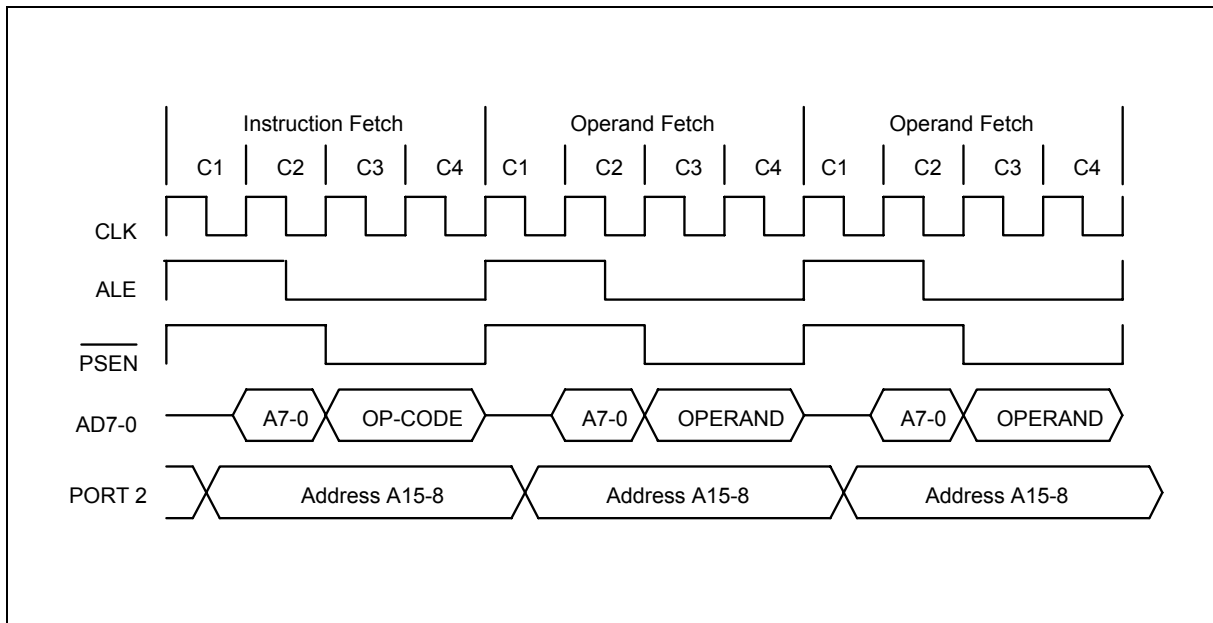 Instruction Fetch Operand Fetch Operand Fetch
C1 C2 C3 C4 C1 C2 C3 C4 C1 C2 C3 C4
CLK
ALE
PSEN
AD7-0 A7-0 OP-CODE A7-0 OPERAND A7-0 OPERAND
PORT 2 Address A15-8 Address A15-8 Address A15-8